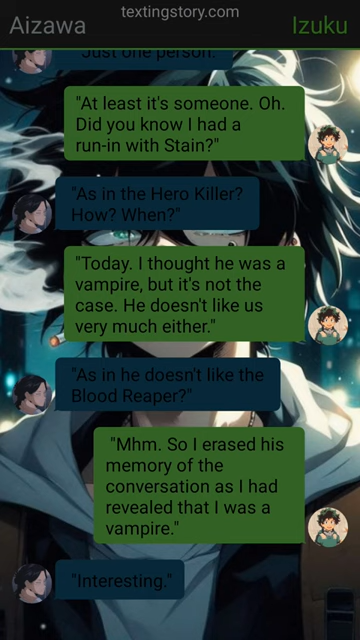 textingstory.com
Aizawa
Izuku
Just one person."
"At least it's someone. Oh.
Did you know I had a
run-in with Stain?"
"As in the Hero Killer?
How? When?"
"Today. I thought he was a
vampire, but it's not the
case. He doesn't like us
very much either."
"As in he doesn't like the
Blood Reaper?"
"Mhm. So I erased his
memory of the
conversation as I had
revealed that I was a
vampire."
"Interesting."